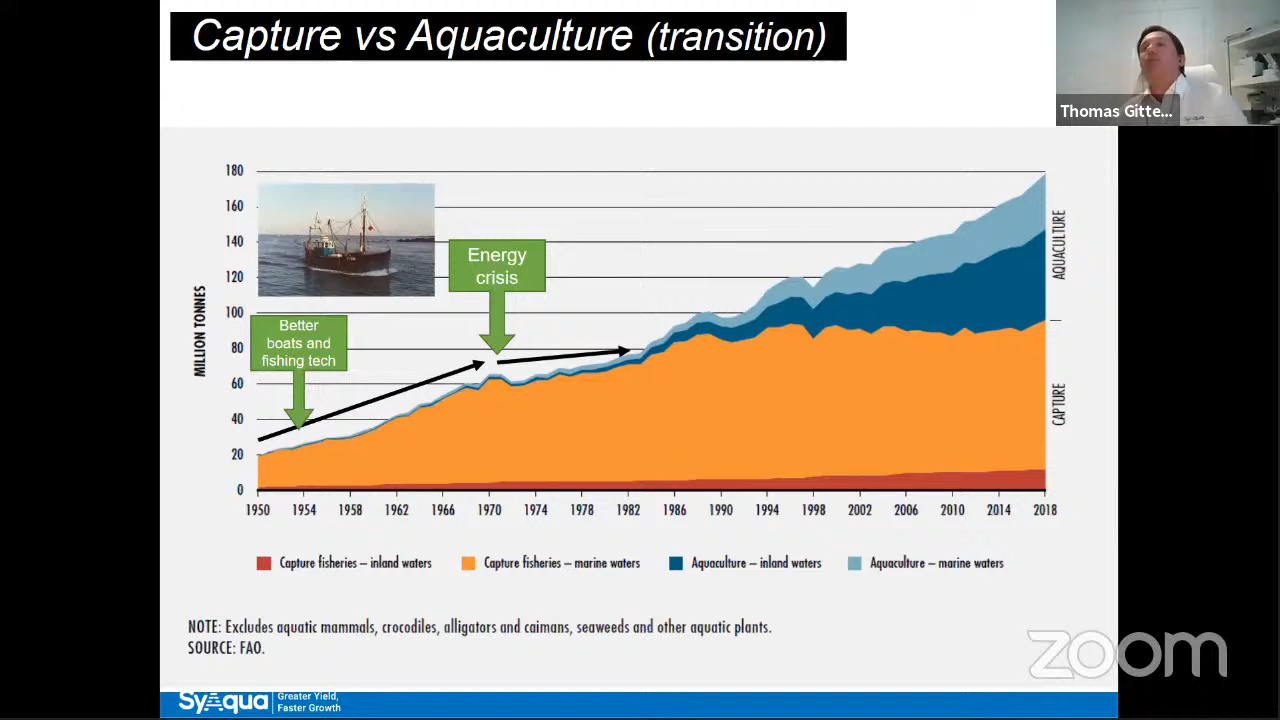 Capture vs Aquaculture (transition)
Thomas Gitte...
180
160
140
120
100
80
60
40
20
0
MILLION TONNES
Better
boats and
fishing tech
Energy
crisis
AQUACULTURE
CAPTURE
1950 1954 1958 1962 1966 1970 1974 1978 1982 1986 1990 1994 1998 2002 2006 2010 2014 2018
Capture fisheries – inland waters Capture fisheries – marine waters Aquaculture – inland waters Aquaculture – marine waters
NOTE: Excludes aquatic mammals, crocodiles, alligators and caimans, seaweeds and other aquatic plants.
SOURCE: FAO.
zoom
SyAqua
Greater Yield,
Faster Growth